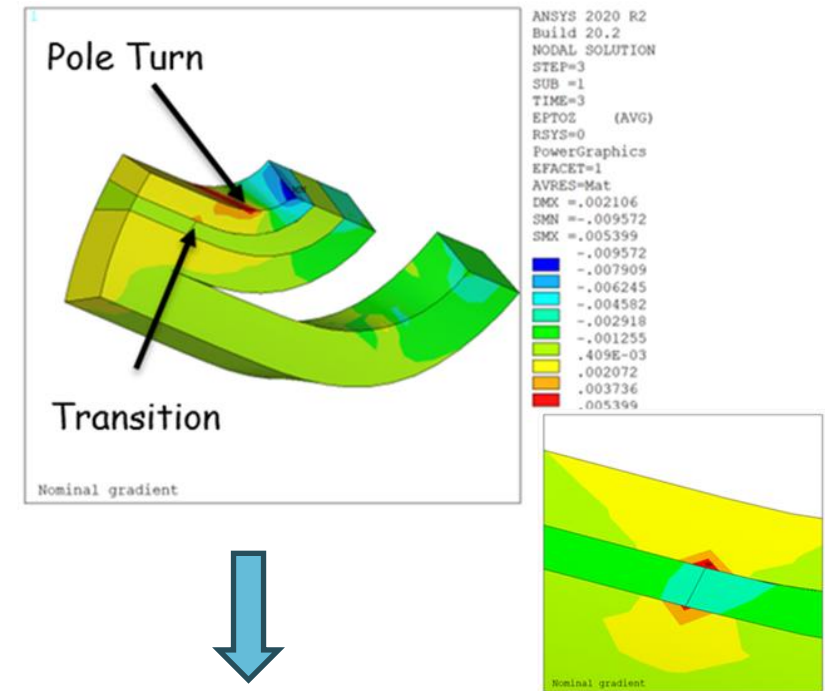 1
Pole Turn
Transition
Nominal gradient
ANSYS 2020 R2
Build 20.2
NODAL SOLUTION
STEP=3
SUB =1
TIME=3
EPTOZ (AVG)
RSYS=0
PowerGraphics
EFACET=1
AVRES=Mat
DMX =.002106
SMN =-.009572
SMX =.005399
-.009572
-.007909
-.006245
-.004582
-.002918
-.001255
.409E-03
.002072
.003736
.005399
Nominal gradient